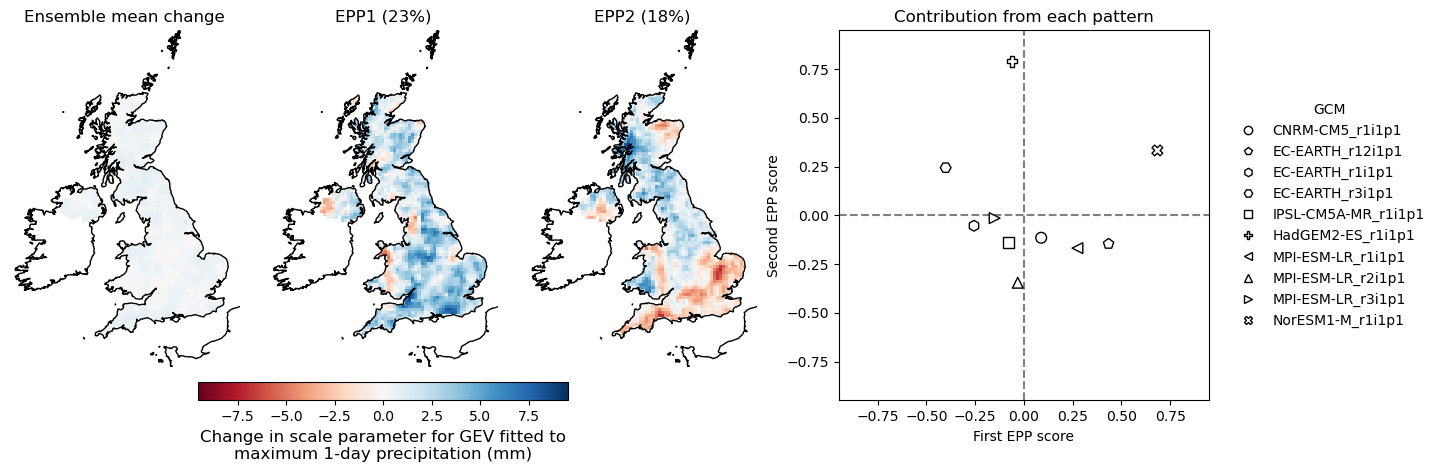 Ensemble mean change
EPP1 (23%)
EPP2 (18%)
−7.5 −5.0 −2.5 0.0 2.5 5.0 7.5
Change in scale parameter for GEV fitted to
maximum 1-day precipitation (mm)
Contribution from each pattern
Second EPP score
0.75
0.50
0.25
0.00
−0.25
−0.50
−0.75
−0.75 −0.50 −0.25 0.00 0.25 0.50 0.75
First EPP score
GCM
CNRM-CM5_r1i1p1
EC-EARTH_r12i1p1
EC-EARTH_r1i1p1
EC-EARTH_r3i1p1
IPSL-CM5A-MR_r1i1p1
HadGEM2-ES_r1i1p1
MPI-ESM-LR_r1i1p1
MPI-ESM-LR_r2i1p1
MPI-ESM-LR_r3i1p1
NorESM1-M_r1i1p1